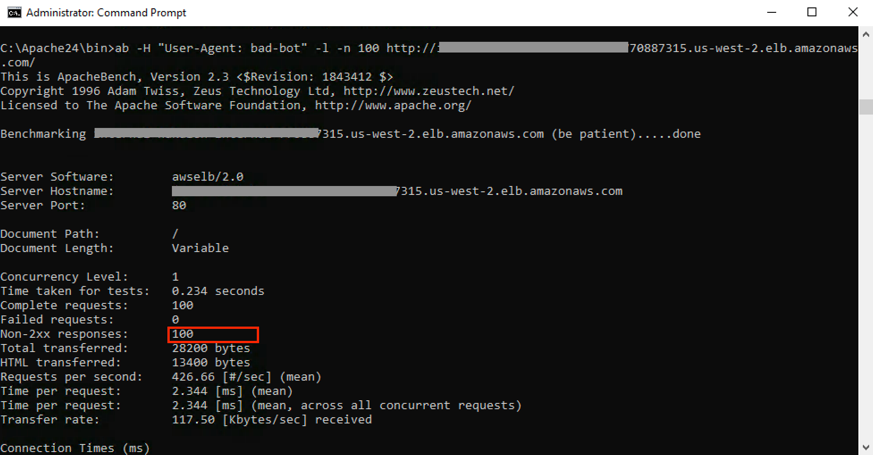 Administrator: Command Prompt
C:\Apache24\bin>ab -H "User-Agent: bad-bot" -l -n 100 http://70887315.us-west-2.elb.amazonaws
.com/
This is ApacheBench, Version 2.3 <$Revision: 1843412 $>
Copyright 1996 Adam Twiss, Zeus Technology Ltd, http://www.zeustech.net/
Licensed to The Apache Software Foundation, http://www.apache.org/
Benchmarking 7315.us-west-2.elb.amazonaws.com (be patient).....done
Server Software: awselb/2.0
Server Hostname: 7315.us-west-2.elb.amazonaws.com
Server Port: 80
Document Path: /
Document Length: Variable
Concurrency Level: 1
Time taken for tests: 0.234 seconds
Complete requests: 100
Failed requests: 0
Non-2xx responses: 100
Total transferred: 28200 bytes
HTML transferred: 13400 bytes
Requests per second: 426.66 [#/sec] (mean)
Time per request: 2.344 [ms] (mean)
Time per request: 2.344 [ms] (mean, across all concurrent requests)
Transfer rate: 117.50 [Kbytes/sec] received
Connection Times (ms)